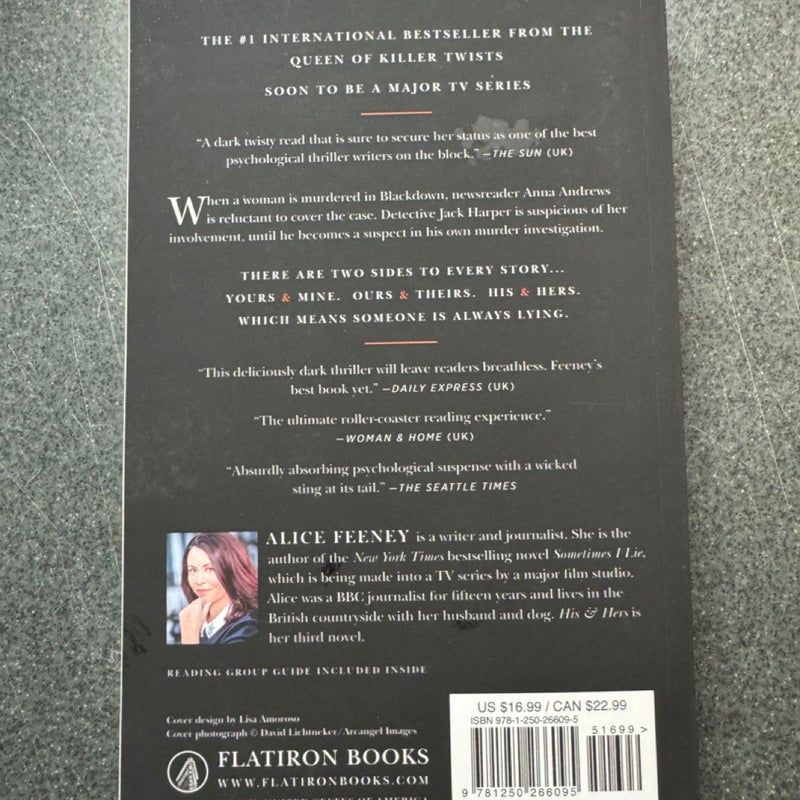 THE #1 INTERNATIONAL BESTSELLER FROM THE
QUEEN OF KILLER TWISTS
SOON TO BE A MAJOR TV SERIES
“A dark twisty read that is sure to secure her status as one of the best
psychological thriller writers on the block.” —THE SUN (UK)
When a woman is murdered in Blackdown, newsreader Anna Andrews
is reluctant to cover the case. Detective Jack Harper is suspicious of her
involvement, until he becomes a suspect in his own murder investigation.
THERE ARE TWO SIDES TO EVERY STORY...
YOURS & MINE. OURS & THEIRS. HIS & HERS.
WHICH MEANS SOMEONE IS ALWAYS LYING.
“This deliciously dark thriller will leave readers breathless. Feeney’s
best book yet.” —DAILY EXPRESS (UK)
“The ultimate roller-coaster reading experience.”
—WOMAN & HOME (UK)
“Absurdly absorbing psychological suspense with a wicked
sting at its tail.” —THE SEATTLE TIMES
ALICE FEENEY is a writer and journalist. She is the
author of the New York Times bestselling novel Sometimes I Lie,
which is being made into a TV series by a major film studio.
Alice was a BBC journalist for fifteen years and lives in the
British countryside with her husband and dog. His & Hers is
her third novel.
READING GROUP GUIDE INCLUDED INSIDE
Cover design by Lisa Amoroso
Cover photograph © David Lichtneker/Arcangel Images
FLATIRON BOOKS
WWW.FLATIRONBOOKS.COM
UNITED STATES OF AMERICA
US $16.99 / CAN $22.99
ISBN 978-1-250-26609-5
51699>
9 781250 266095